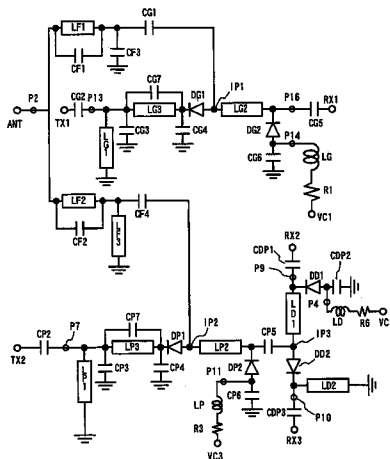 CG1
LF1
CF1
CF3
P2
ANT
CG2 P13
TX1
CG7
DG1
IP1
LG3
LG2
P16
RX1
CG5
LG1
CG3
CG4
DG2
P14
CG6
LG
R1
VC1
LF2
CF2
CF4
RX2
CDP1
CDP2
P9
DD1
P4
LD
R6
VC
LD1
CP2
P7
TX2
CP7
DP1
IP2
LP3
LP2
CP5
IP3
DD2
CP3
CP4
DP2
P11
CP6
LP
R3
VC3
LD2
CDP3
P10
RX3